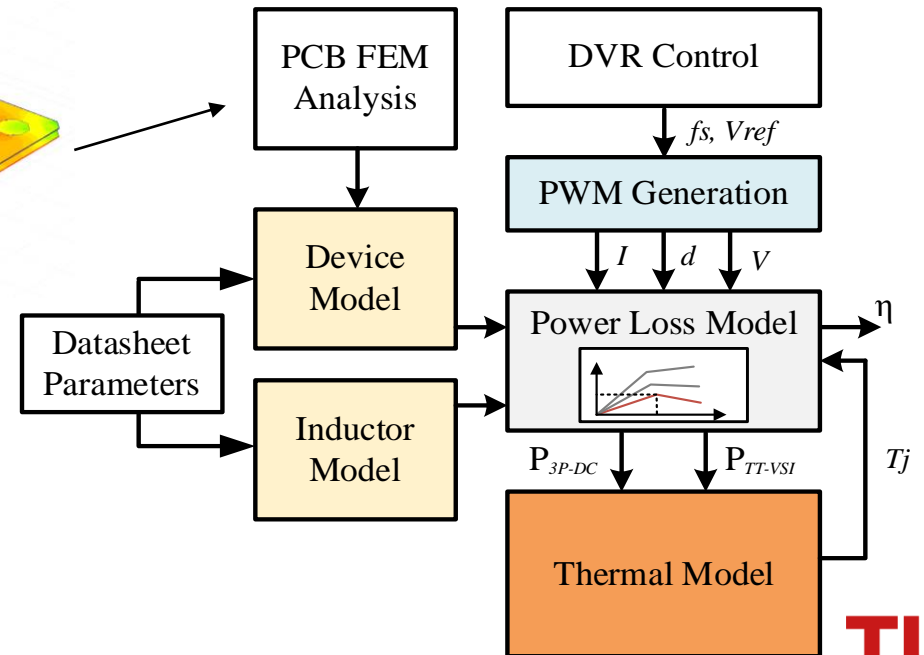 PCB FEM
Analysis
DVR Control
fs, Vref
PWM Generation
I d V
Device
Model
Power Loss Model
η
Datasheet
Parameters
Inductor
Model
P3P-DC PTT-VSI
Tj
Thermal Model